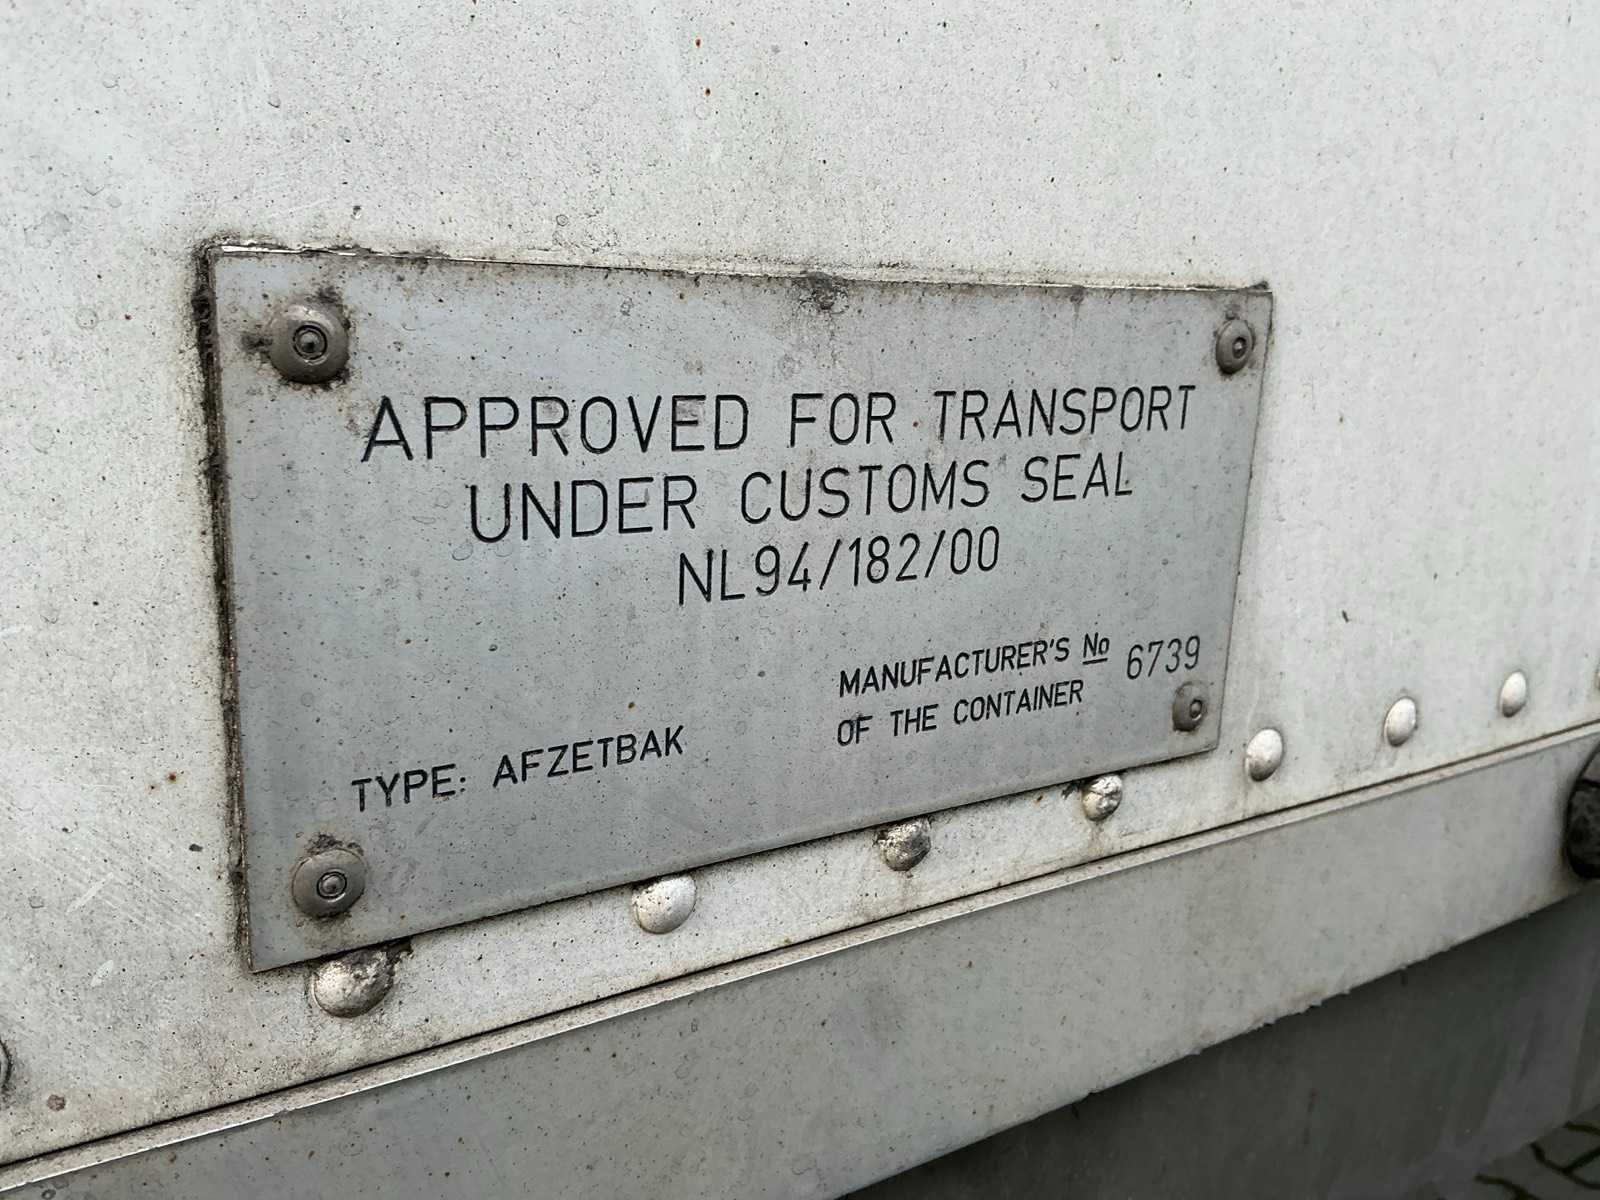 APPROVED FOR TRANSPORT
UNDER CUSTOMS SEAL
NL94/182/00
MANUFACTURER'S No 6739
OF THE CONTAINER
TYPE: AFZETBAK